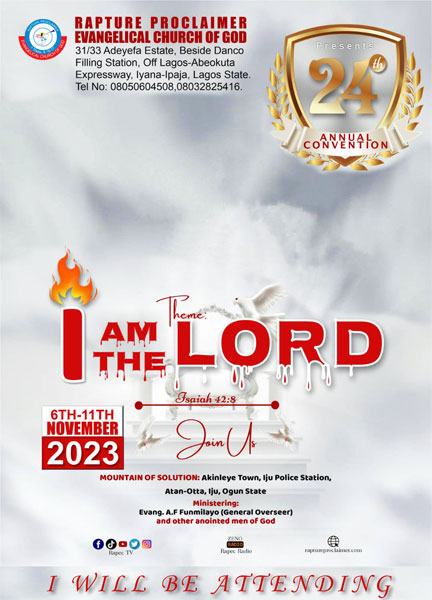 RAPTURE PROCLAIMER
EVANGELICAL CHURCH OF GOD
31/33 Adeyefa Estate, Beside Danco
Filling Station, Off Lagos-Abeokuta
Expressway, Iyana-Ipaja, Lagos State.
Tel No: 08050604508,08032825416.
Presents
24th
ANNUAL
CONVENTION
Theme:
I AM THE LORD
Isaiah 42:8
6TH-11TH
NOVEMBER
2023
Join Us
MOUNTAIN OF SOLUTION: Akinleye Town, Iju Police Station,
Atan-Otta, Iju, Ogun State
Ministering:
Evang. A.F Funmilayo (General Overseer)
and other anointed men of God
Rapec TV
ZENO
RADIO
Rapec Radio
raptureproclaimer.com
I WILL BE ATTENDING